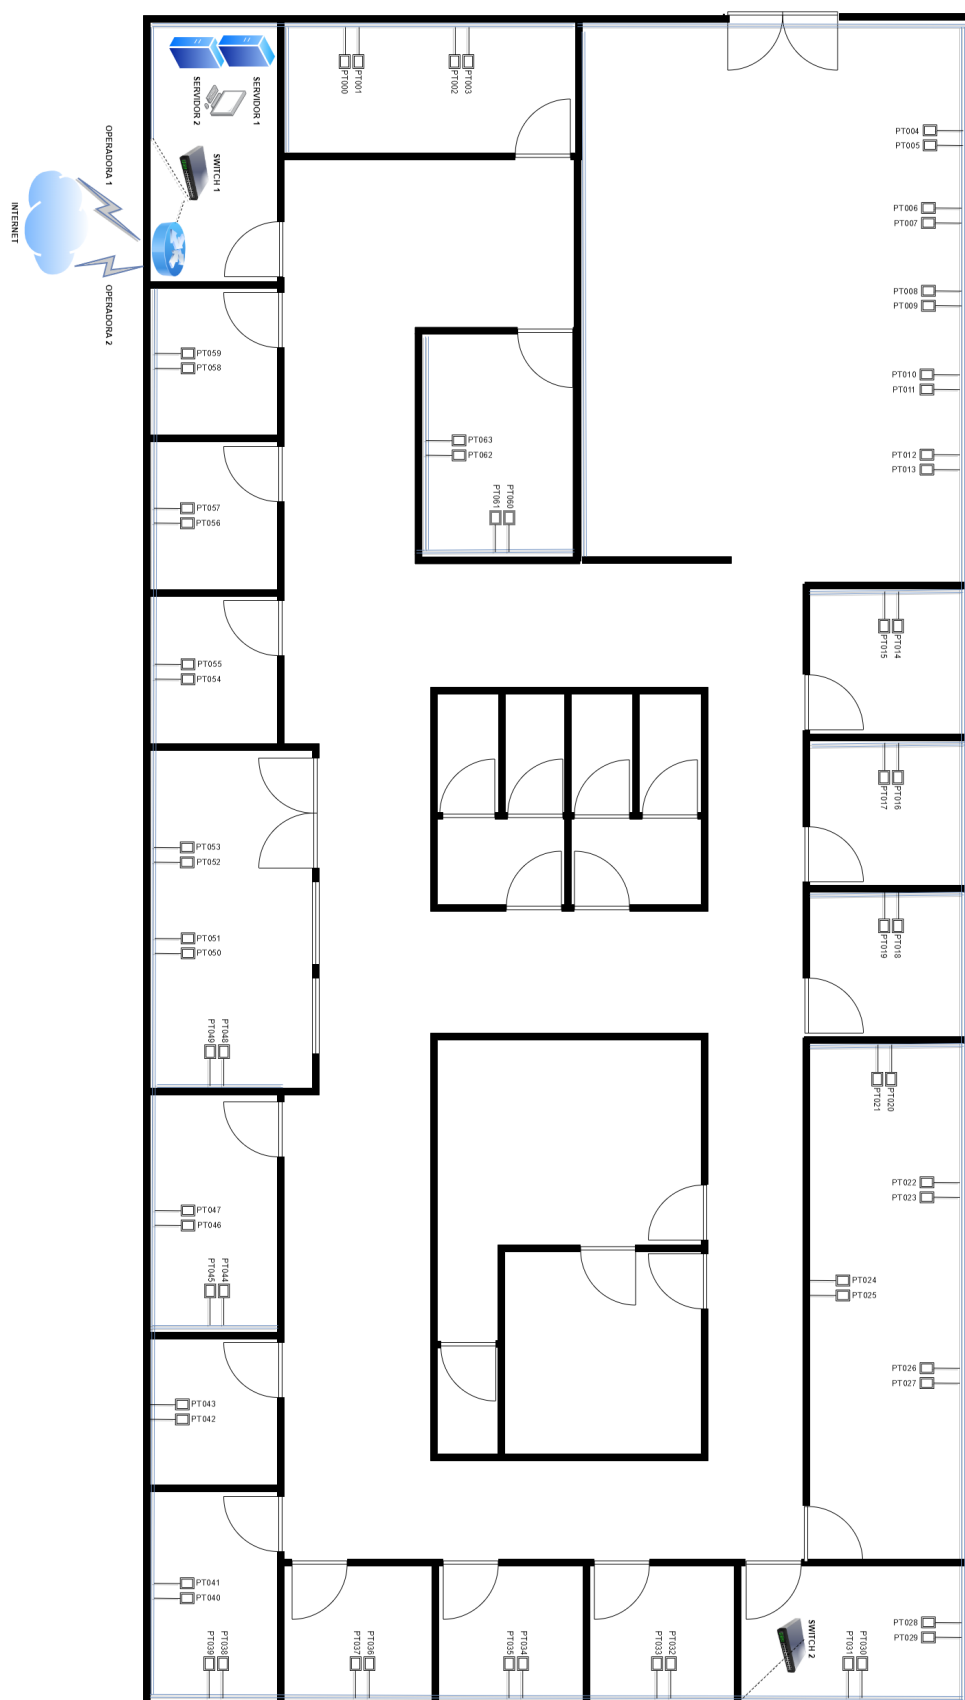 PT000
PT001
PT002
PT003
SERVIDOR 2
SERVIDOR 1
SWITCH 1
OPERADORA 1
INTERNET
OPERADORA 2
PT004
PT005
PT006
PT007
PT008
PT009
PT010
PT011
PT012
PT013
PT059
PT058
PT063
PT062
PT061
PT060
PT057
PT056
PT055
PT054
PT015
PT014
PT017
PT016
PT019
PT018
PT053
PT052
PT051
PT050
PT049
PT048
PT021
PT020
PT022
PT023
PT047
PT046
PT045
PT044
PT024
PT025
PT026
PT027
PT043
PT042
PT041
PT040
PT039
PT038
PT037
PT036
PT035
PT034
PT033
PT032
SWITCH 2
PT031
PT030
PT028
PT029